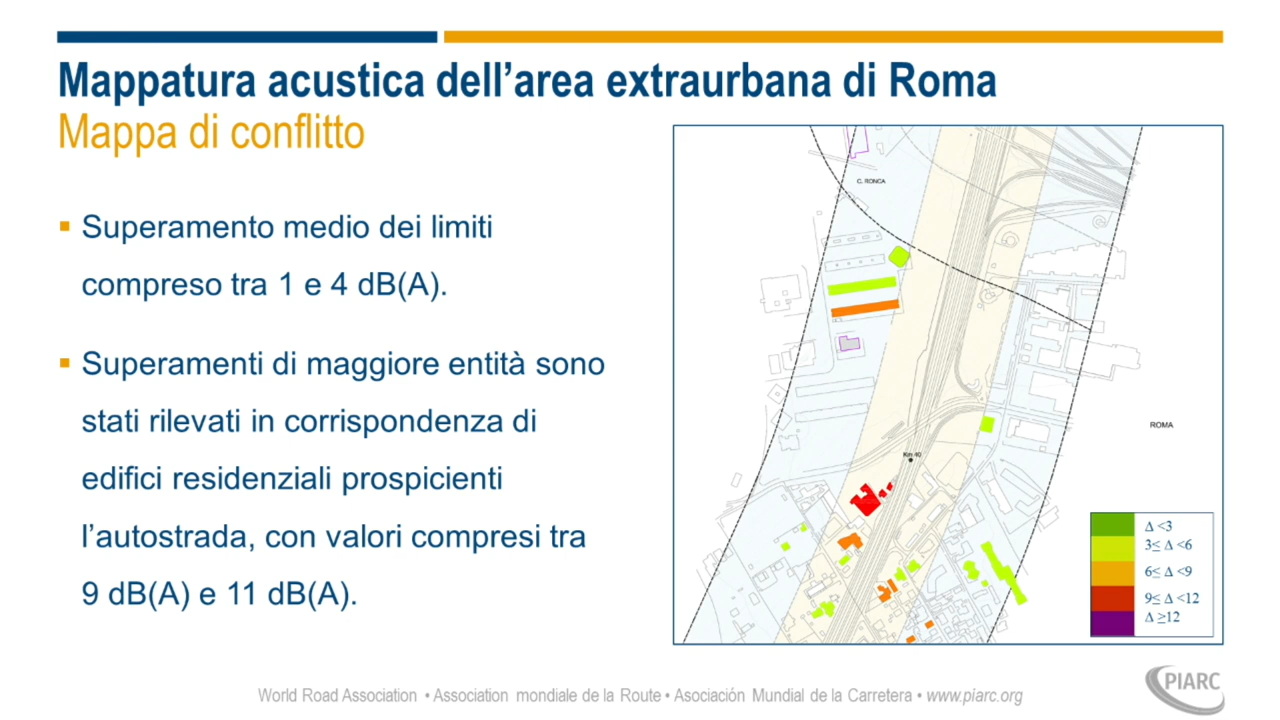 Mappatura acustica dell’area extraurbana di Roma
Mappa di conflitto
▪ Superamento medio dei limiti
compreso tra 1 e 4 dB(A).
▪ Superamenti di maggiore entità sono
stati rilevati in corrispondenza di
edifici residenziali prospicienti
l’autostrada, con valori compresi tra
9 dB(A) e 11 dB(A).
C. RONCA
ROMA
Km 40
Δ <3
3≤ Δ <6
6≤ Δ <9
9≤ Δ <12
Δ ≥12
World Road Association • Association mondiale de la Route • Asociación Mundial de la Carretera • www.piarc.org
PIARC